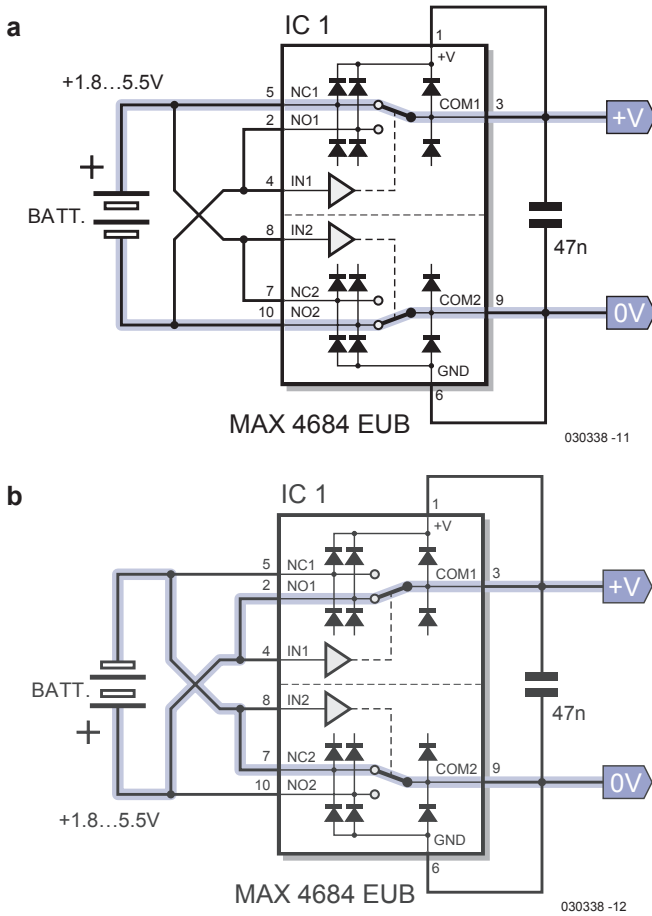 a
IC 1
1
+V
+1.8...5.5V
5 NC1
COM1 3
+V
2 NO1
+
4 IN1
BATT.
8 IN2
47n
7 NC2
COM2 9
10 NO2
0V
GND
6
MAX 4684 EUB
030338 -11
b
IC 1
1
+V
5 NC1
COM1 3
+V
2 NO1
4 IN1
BATT.
8 IN2
47n
+
7 NC2
COM2 9
0V
10 NO2
+1.8...5.5V
GND
6
MAX 4684 EUB
030338 -12